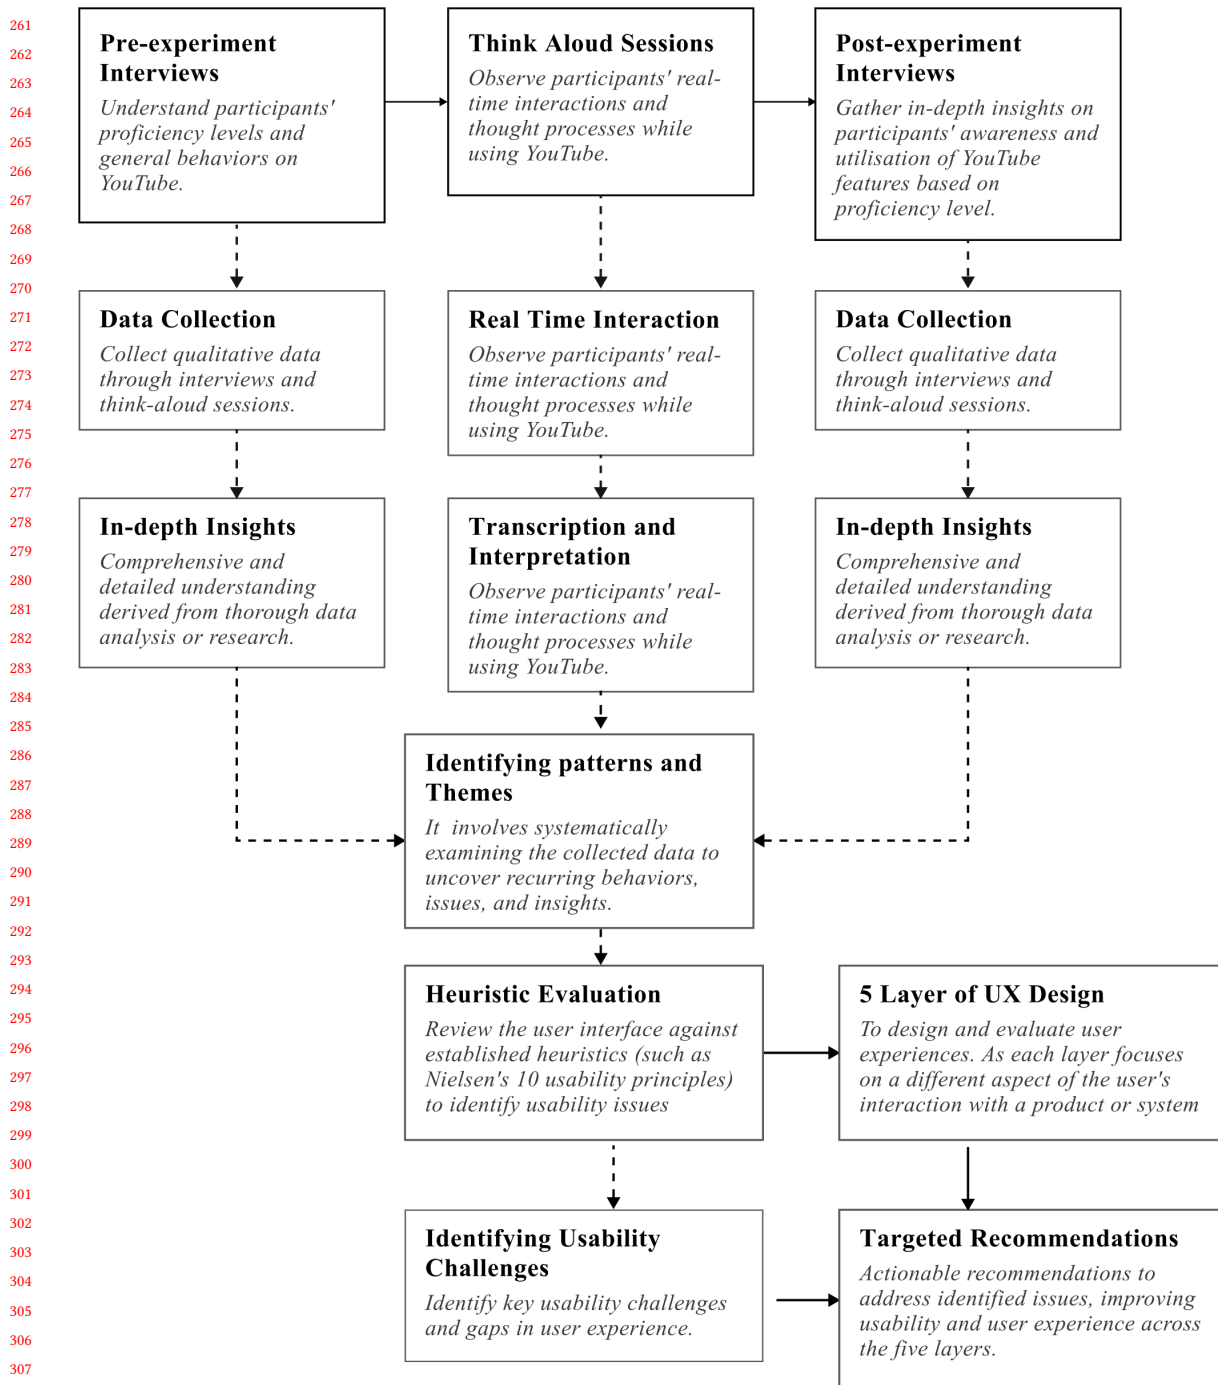 261
262
263
264
265
266
267
268
269
270
271
272
273
274
275
276
277
278
279
280
281
282
283
284
285
286
287
288
289
290
291
292
293
294
295
296
297
298
299
300
301
302
303
304
305
306
307
Pre-experiment
Interviews
Understand participants'
proficiency levels and
general behaviors on
YouTube.
Think Aloud Sessions
Observe participants' real-
time interactions and
thought processes while
using YouTube.
Post-experiment
Interviews
Gather in-depth insights on
participants' awareness and
utilisation of YouTube
features based on
proficiency level.
Data Collection
Collect qualitative data
through interviews and
think-aloud sessions.
Real Time Interaction
Observe participants' real-
time interactions and
thought processes while
using YouTube.
Data Collection
Collect qualitative data
through interviews and
think-aloud sessions.
In-depth Insights
Comprehensive and
detailed understanding
derived from thorough data
analysis or research.
Transcription and
Interpretation
Observe participants' real-
time interactions and
thought processes while
using YouTube.
In-depth Insights
Comprehensive and
detailed understanding
derived from thorough data
analysis or research.
Identifying patterns and
Themes
It involves systematically
examining the collected data to
uncover recurring behaviors,
issues, and insights.
Heuristic Evaluation
Review the user interface against
established heuristics (such as
Nielsen's 10 usability principles)
to identify usability issues
5 Layer of UX Design
To design and evaluate user
experiences. As each layer focuses
on a different aspect of the user's
interaction with a product or system
Identifying Usability
Challenges
Identify key usability challenges
and gaps in user experience.
Targeted Recommendations
Actionable recommendations to
address identified issues, improving
usability and user experience across
the five layers.